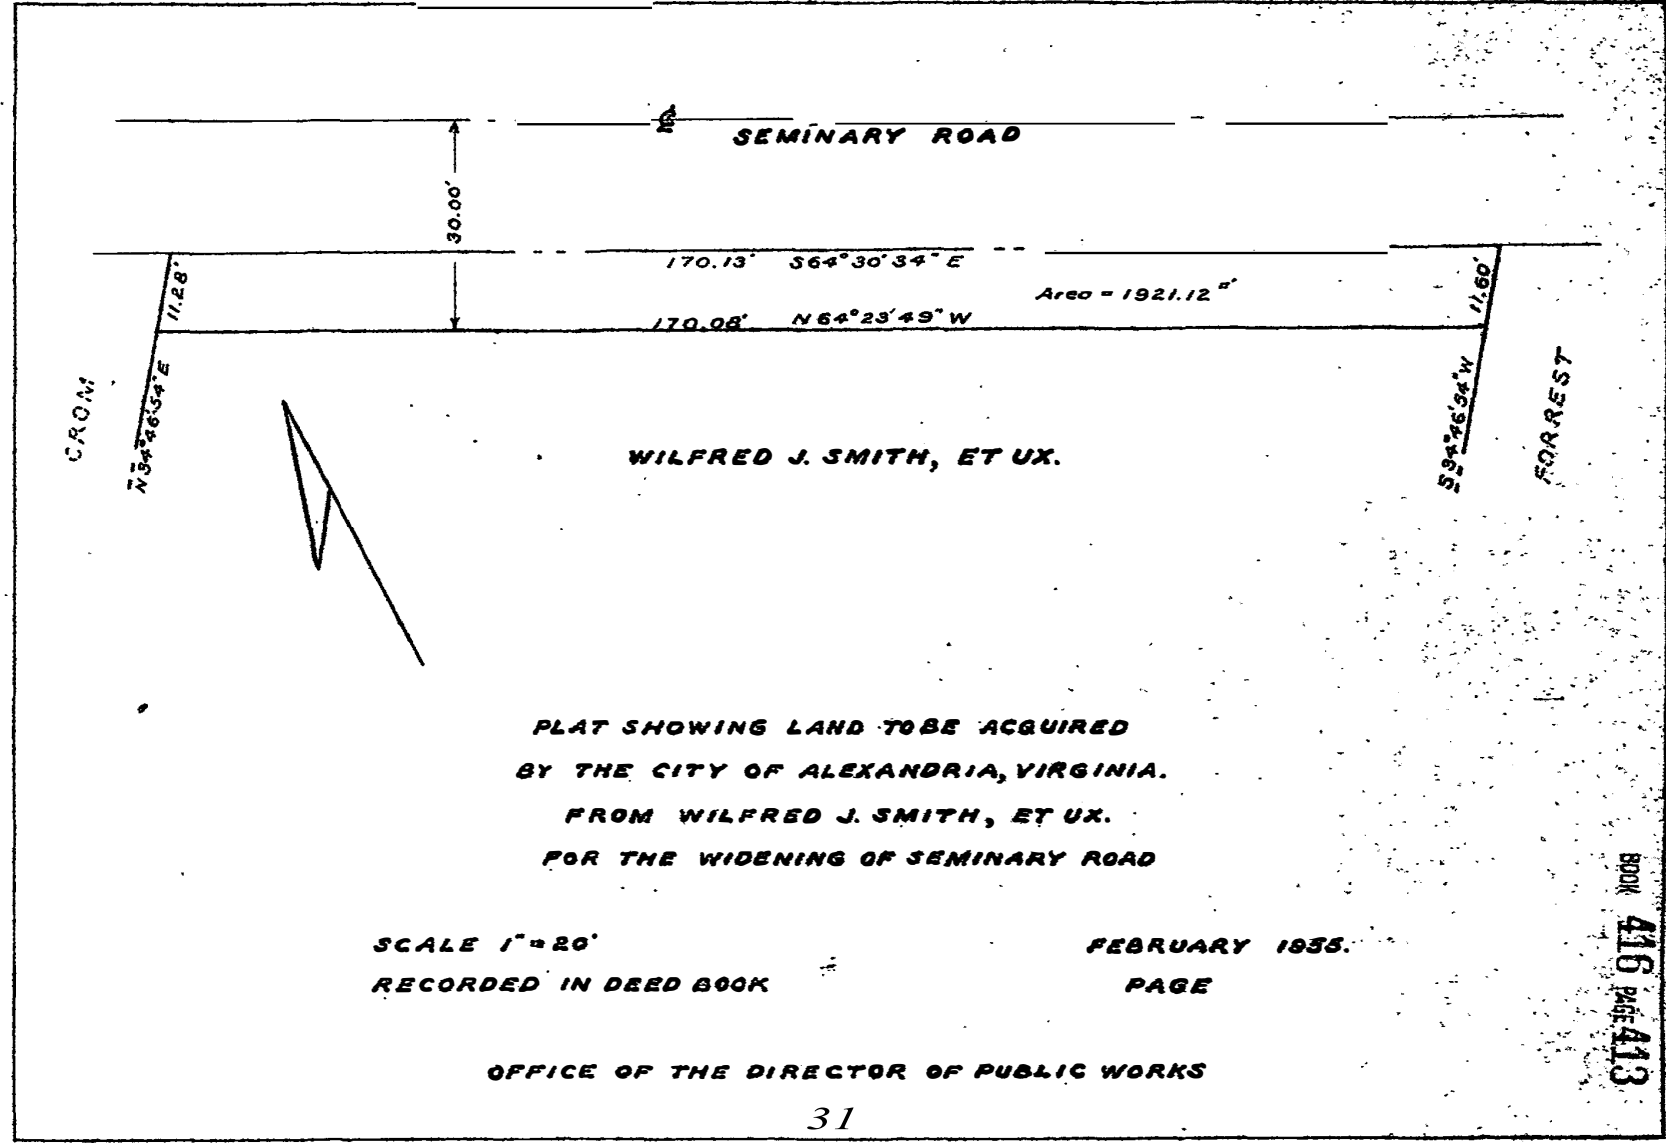 SEMINARY ROAD
30.00'
170.13' S64°30'34" E
11.28'
11.60'
Area = 1921.12
170.08' N64°23'49" W
CRON
N34°46'54"E
S34°46'54"W
FORREST
WILFRED J. SMITH, ET UX.
PLAT SHOWING LAND TO BE ACQUIRED
BY THE CITY OF ALEXANDRIA, VIRGINIA.
FROM WILFRED J. SMITH, ET UX.
FOR THE WIDENING OF SEMINARY ROAD
SCALE 1"=20'
FEBRUARY 1955.
RECORDED IN DEED BOOK
PAGE
OFFICE OF THE DIRECTOR OF PUBLIC WORKS
31
BOOK 416 PAGE 413